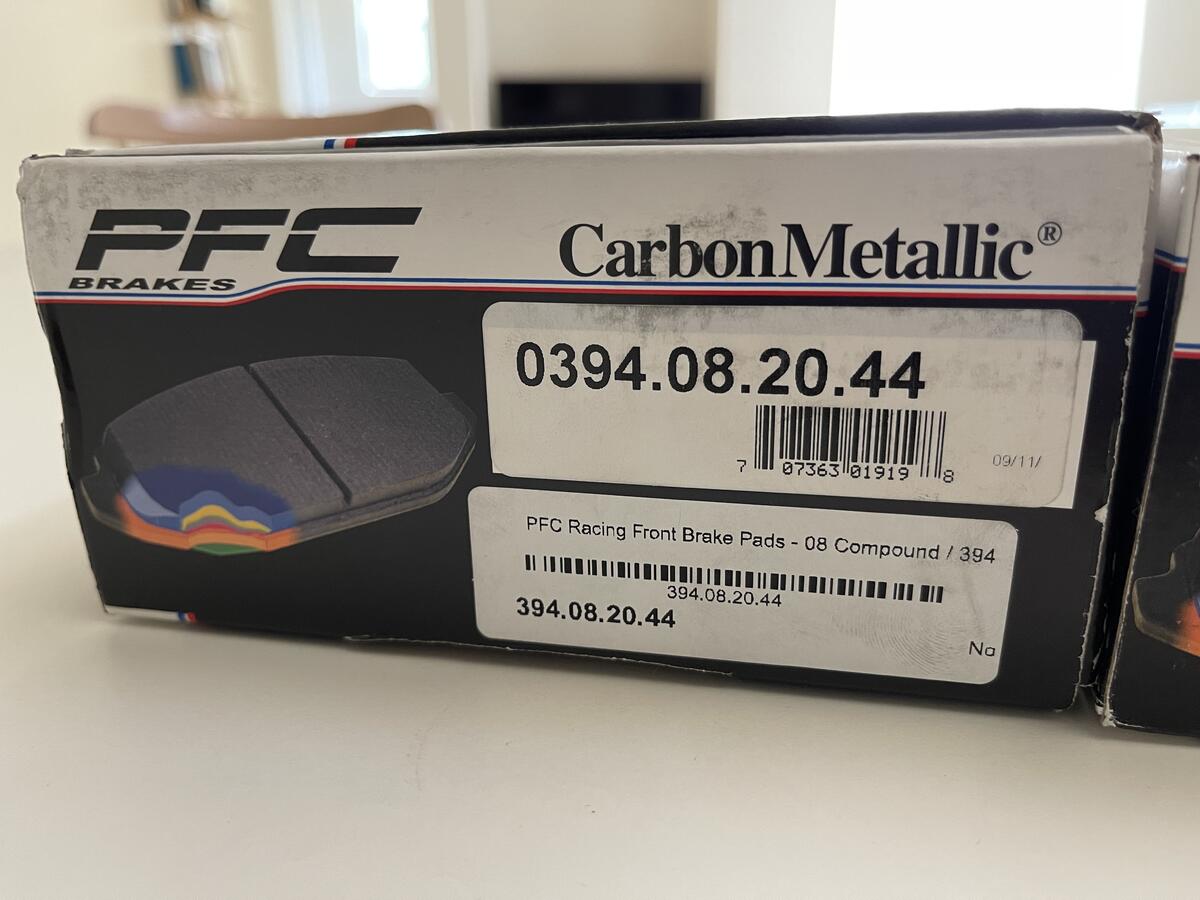 PFC
BRAKES
CarbonMetallic®
0394.08.20.44
7 07363 01919 8
09/11/
PFC Racing Front Brake Pads - 08 Compound / 394
394.08.20.44
394.08.20.44
No